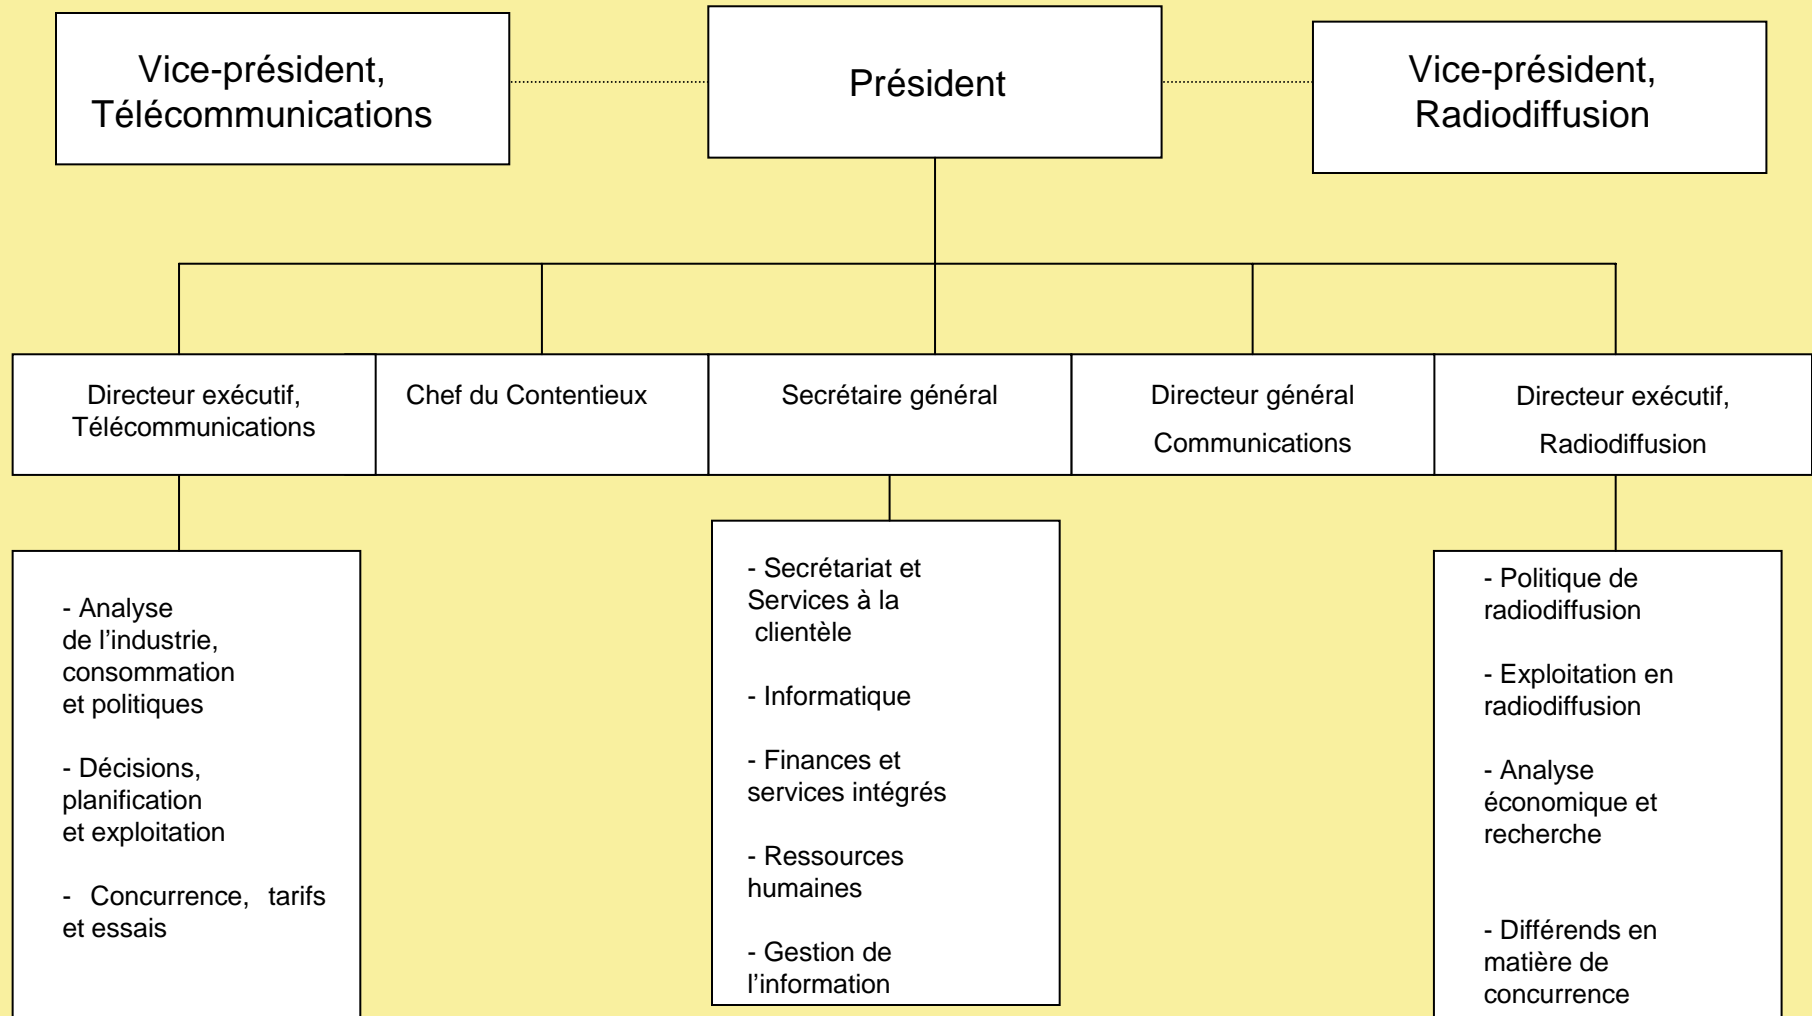 Vice-président,
Télécommunications
Président
Vice-président,
Radiodiffusion
Directeur exécutif,
Télécommunications
Chef du Contentieux
Secrétaire général
Directeur général
Communications
Directeur exécutif,
Radiodiffusion
- Analyse
de l’industrie,
consommation
et politiques
- Décisions,
planification
et exploitation
- Concurrence, tarifs
et essais
- Secrétariat et
Services à la
clientèle
- Informatique
- Finances et
services intégrés
- Ressources
humaines
- Gestion de
l’information
- Politique de
radiodiffusion
- Exploitation en
radiodiffusion
- Analyse
économique et
recherche
- Différends en
matière de
concurrence